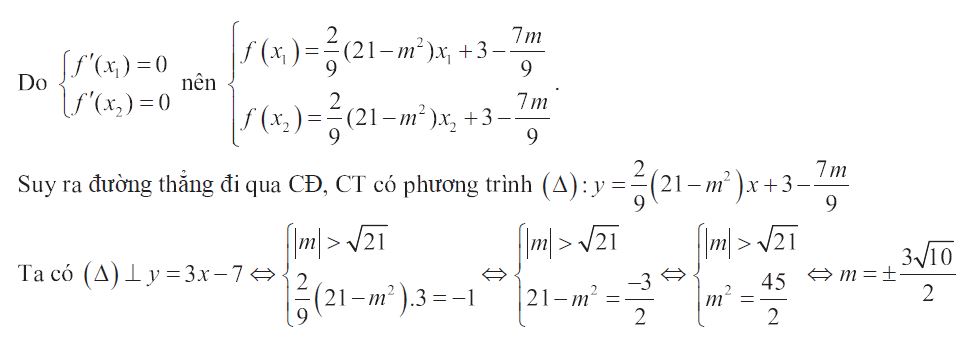 Do { f'(x₁) = 0 ; f'(x₂) = 0 nên { f(x₁) = 2/9 (21 − m²)x₁ + 3 − 7m/9 ; f(x₂) = 2/9 (21 − m²)x₂ + 3 − 7m/9 .
Suy ra đường thẳng đi qua CĐ, CT có phương trình (Δ): y = 2/9 (21 − m²)x + 3 − 7m/9
Ta có (Δ) ⊥ y = 3x − 7 ⇔ { |m| > √21 ; 2/9 (21 − m²).3 = −1 ⇔ { |m| > √21 ; 21 − m² = −3/2 ⇔ { |m| > √21 ; m² = 45/2 ⇔ m = ± 3√10/2